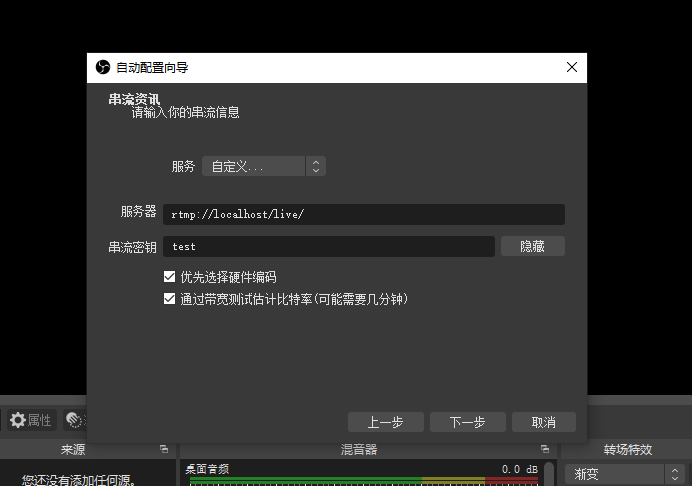 自动配置向导
串流资讯
请输入你的串流信息
服务 自定义...
服务器 rtmp://localhost/live/
串流密钥 test 隐藏
优先选择硬件编码
通过带宽测试估计比特率(可能需要几分钟)
上一步 下一步 取消
属性
来源 混音器 转场特效
桌面音频 0.0 dB
您还没有添加任何源。 渐变